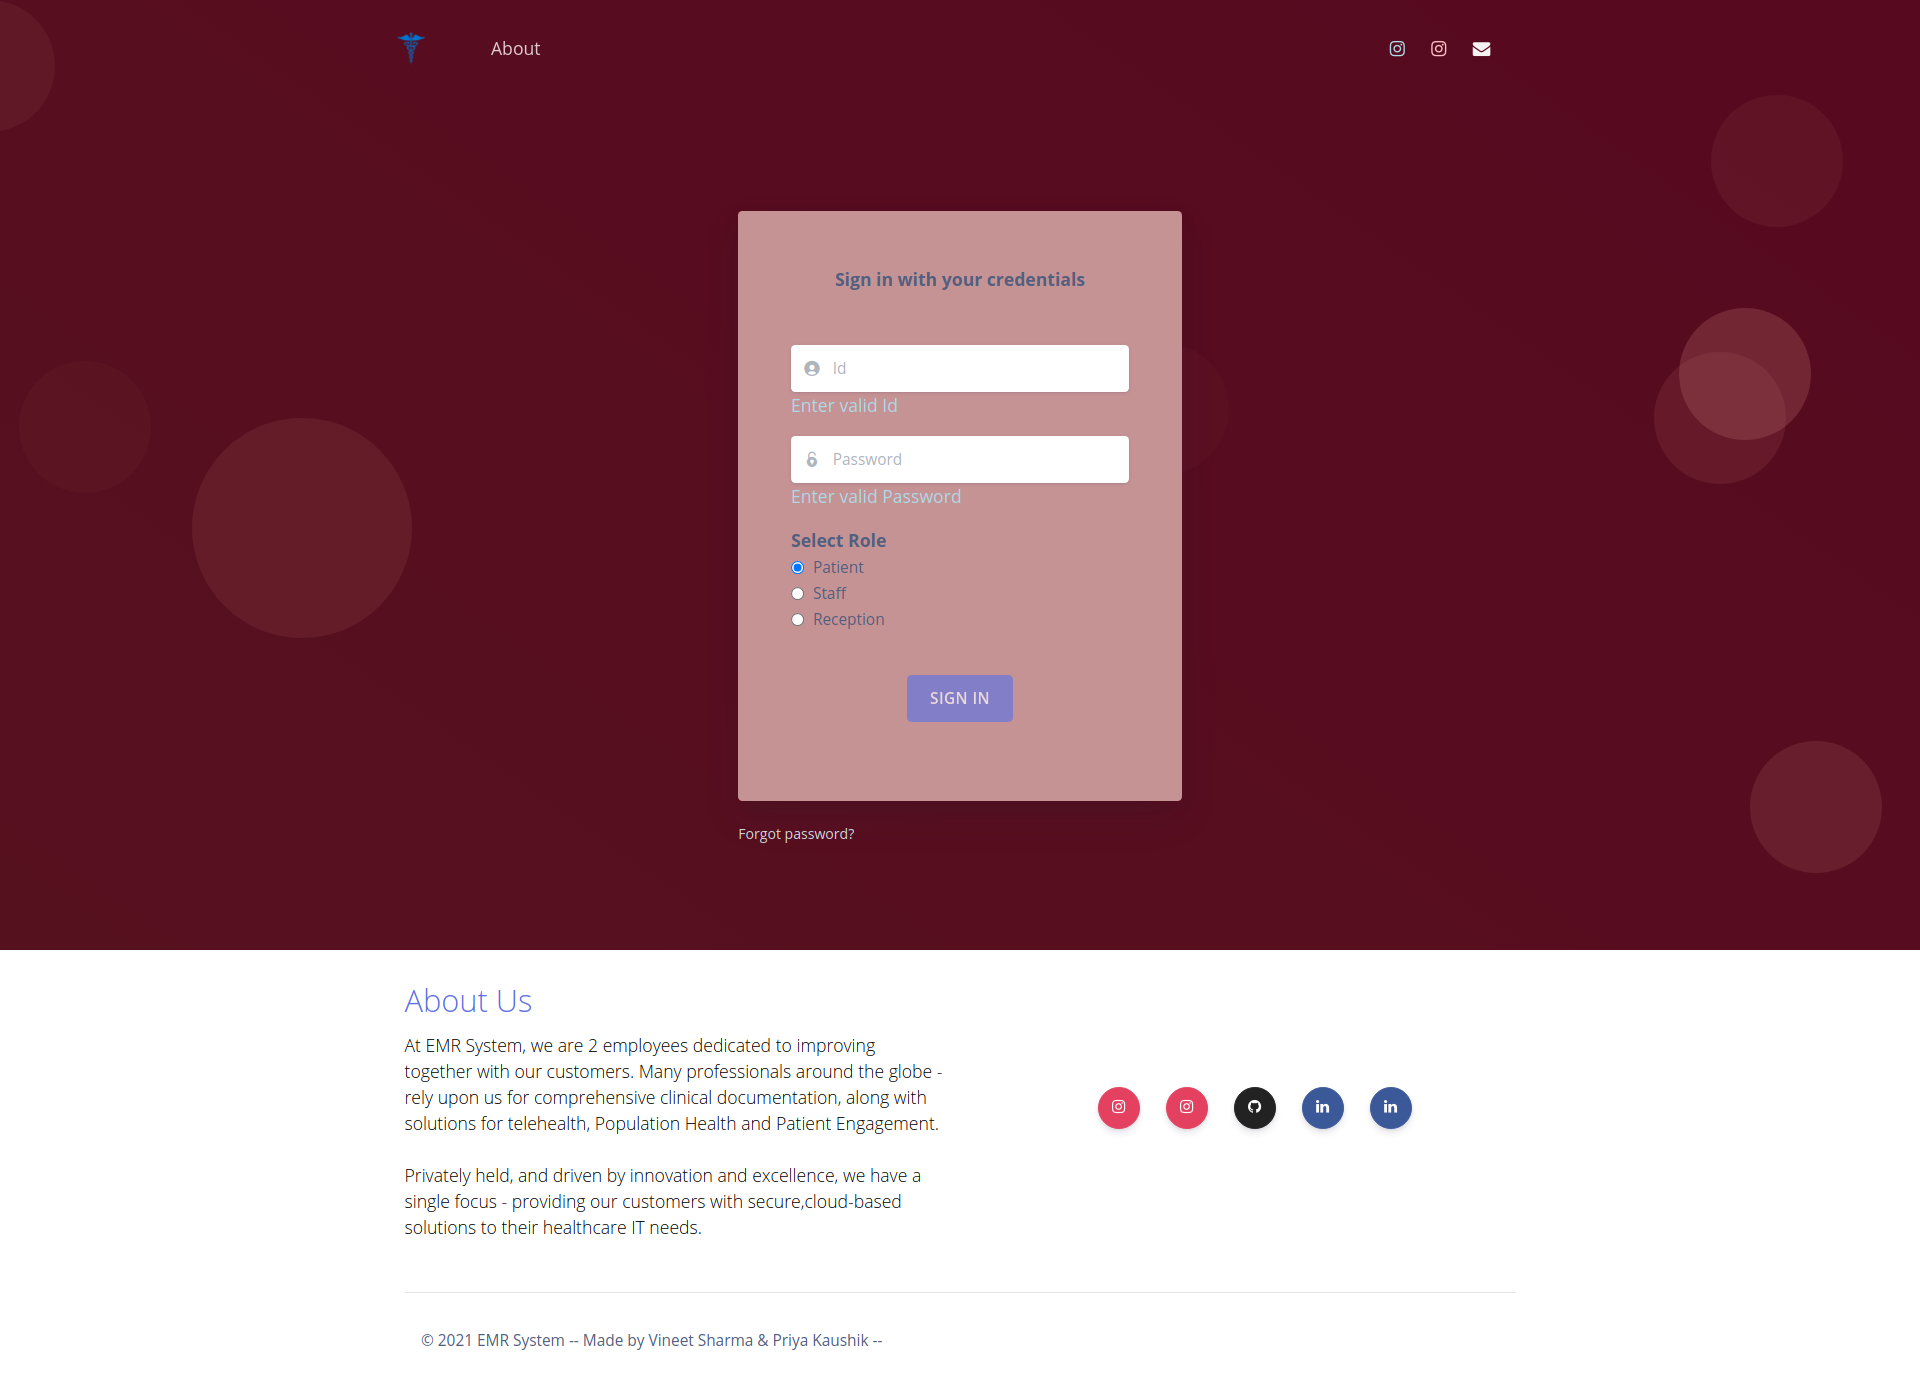 About
Sign in with your credentials
Id
Enter valid Id
Password
Enter valid Password
Select Role
Patient
Staff
Reception
SIGN IN
Forgot password?
About Us
At EMR System, we are 2 employees dedicated to improving
together with our customers. Many professionals around the globe -
rely upon us for comprehensive clinical documentation, along with
solutions for telehealth, Population Health and Patient Engagement.
Privately held, and driven by innovation and excellence, we have a
single focus - providing our customers with secure,cloud-based
solutions to their healthcare IT needs.
© 2021 EMR System -- Made by Vineet Sharma & Priya Kaushik --